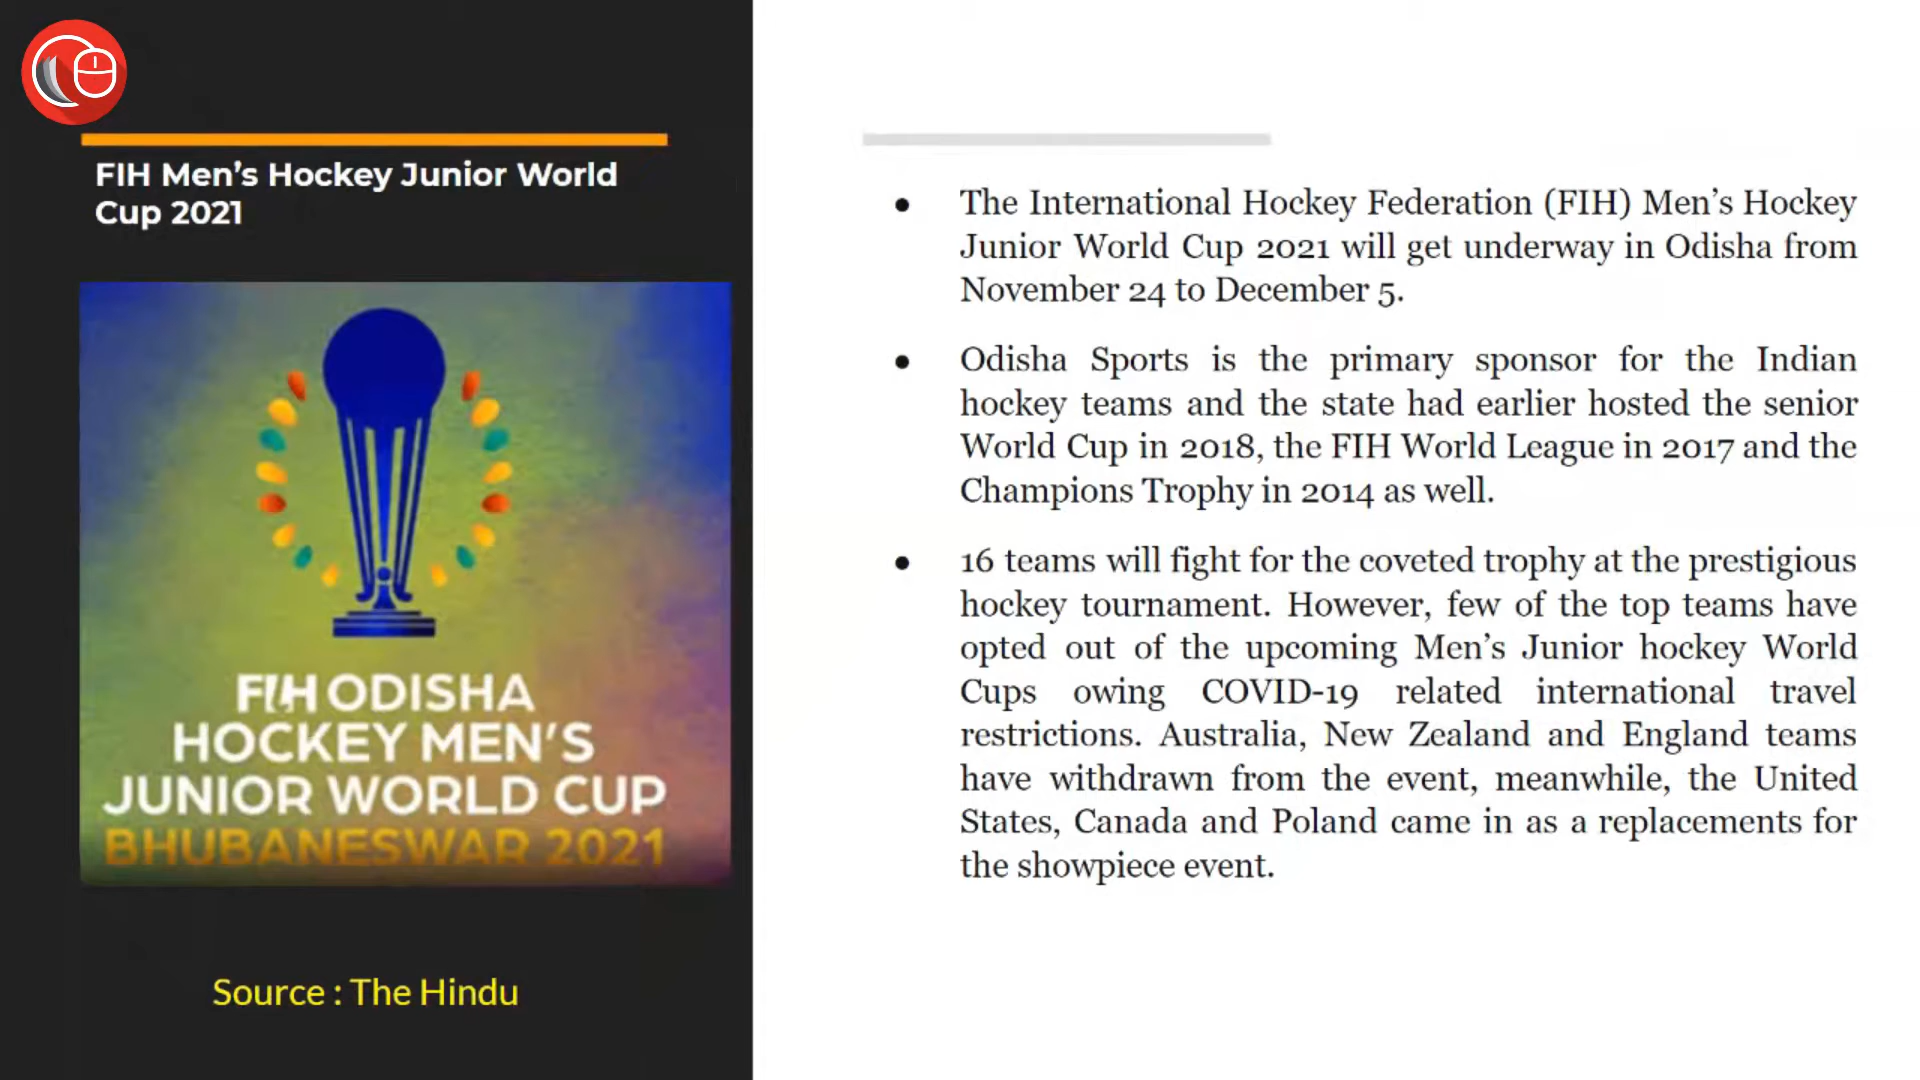 FIH Men’s Hockey Junior World
Cup 2021
FIH ODISHA
HOCKEY MEN'S
JUNIOR WORLD CUP
BHUBANESWAR 2021
Source : The Hindu
● The International Hockey Federation (FIH) Men’s Hockey
Junior World Cup 2021 will get underway in Odisha from
November 24 to December 5.
● Odisha Sports is the primary sponsor for the Indian
hockey teams and the state had earlier hosted the senior
World Cup in 2018, the FIH World League in 2017 and the
Champions Trophy in 2014 as well.
● 16 teams will fight for the coveted trophy at the prestigious
hockey tournament. However, few of the top teams have
opted out of the upcoming Men’s Junior hockey World
Cups owing COVID-19 related international travel
restrictions. Australia, New Zealand and England teams
have withdrawn from the event, meanwhile, the United
States, Canada and Poland came in as a replacements for
the showpiece event.